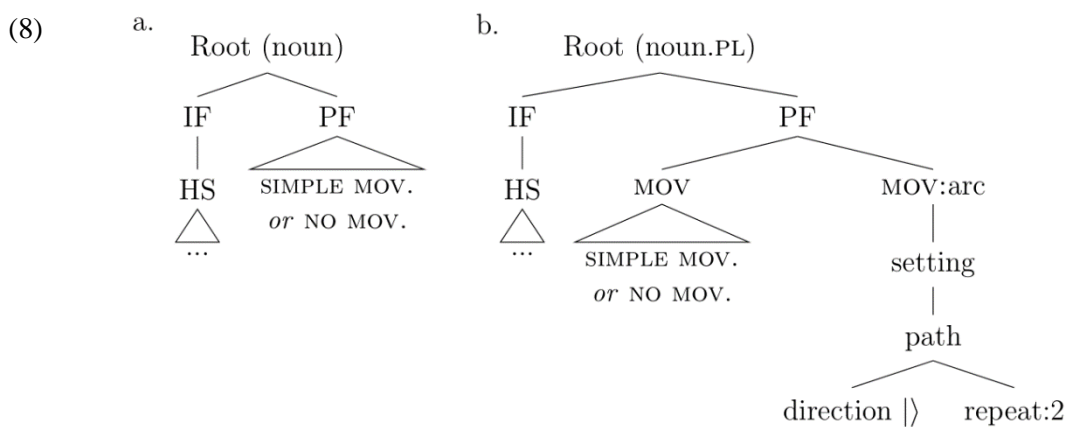 (8) a. b.
Root (noun) Root (noun.PL)
IF PF IF PF
HS SIMPLE MOV. HS MOV MOV:arc
or NO MOV.
... ... SIMPLE MOV. setting
or NO MOV.
path
direction |⟩ repeat:2